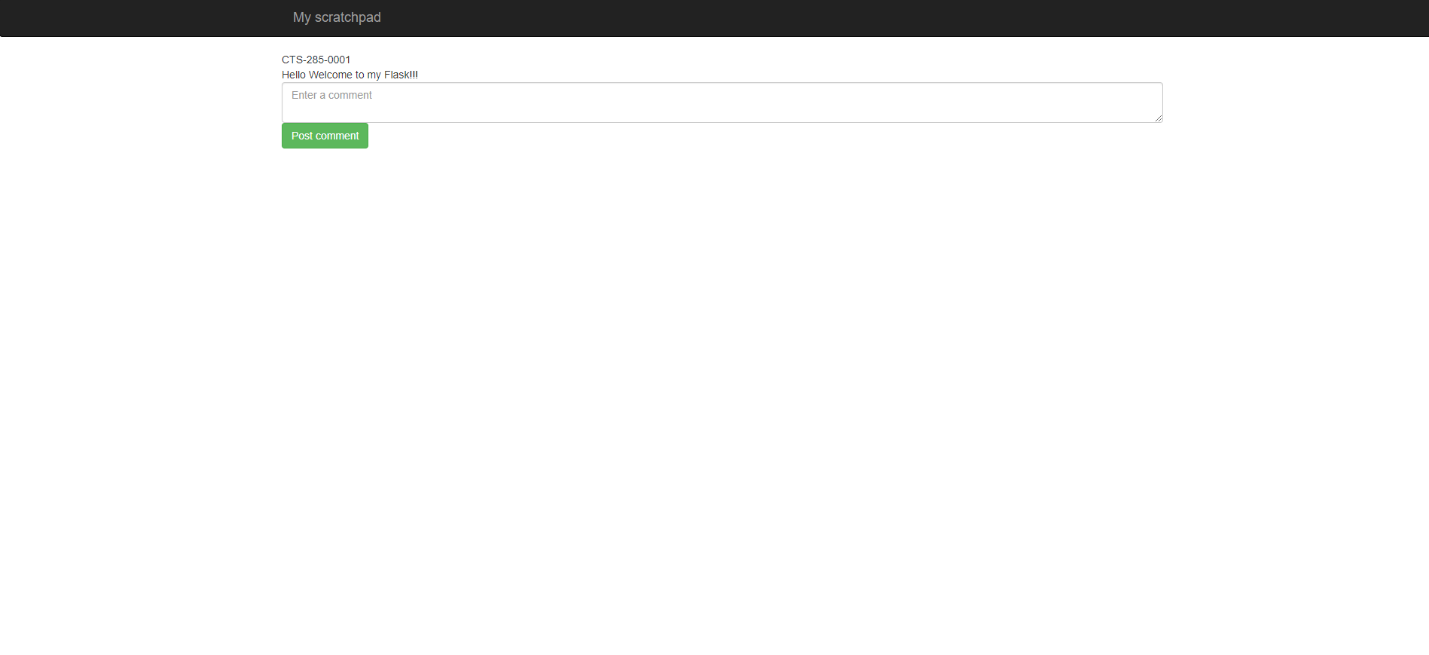 My scratchpad
CTS-285-0001
Hello Welcome to my Flask!!!
Enter a comment
Post comment